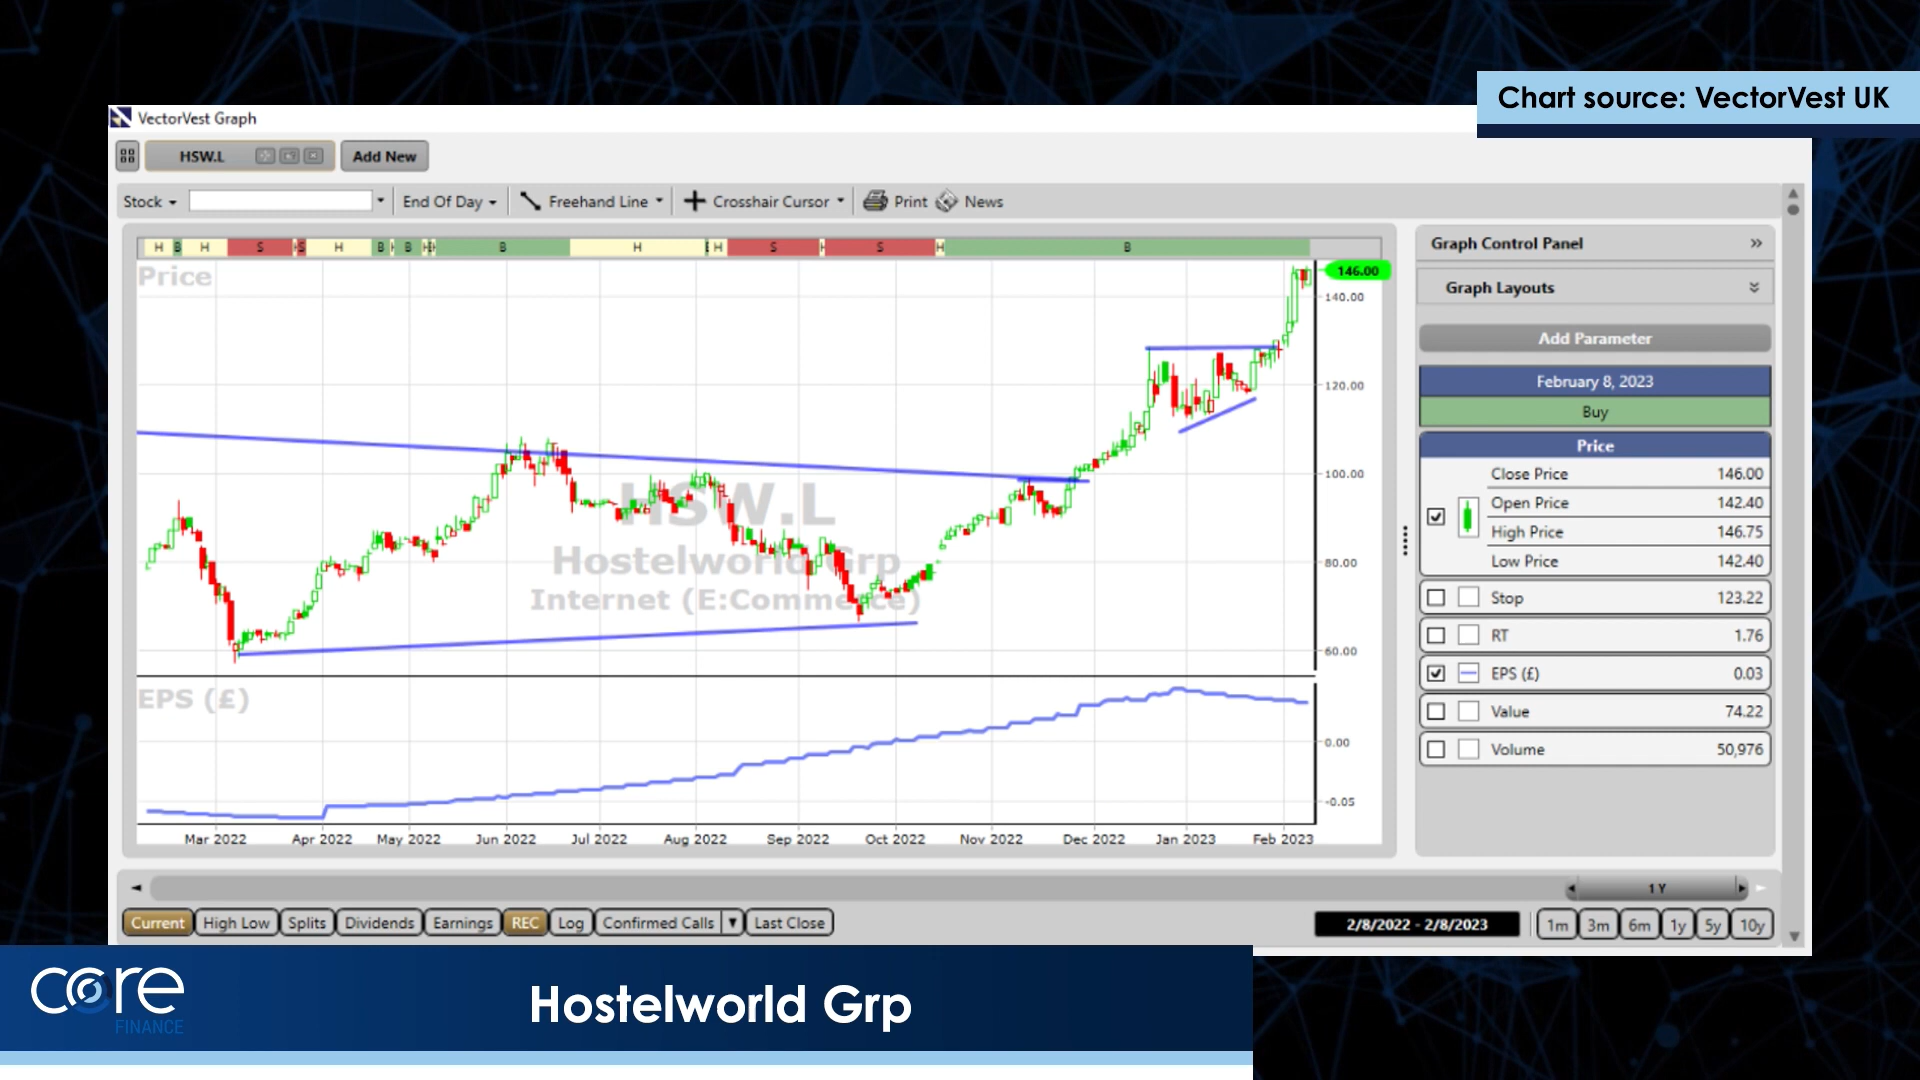 Chart source: VectorVest UK
VectorVest Graph
HSW.L
Add New
Stock
End Of Day
Freehand Line
Crosshair Cursor
Print
News
H B H S S H B B B H H S S H B
Price
146.00
140.00
120.00
100.00
80.00
60.00
HSW.L
Hostelworld Grp
Internet (E:Commerce)
EPS (£)
0.00
-0.05
Mar 2022 Apr 2022 May 2022 Jun 2022 Jul 2022 Aug 2022 Sep 2022 Oct 2022 Nov 2022 Dec 2022 Jan 2023 Feb 2023
Graph Control Panel
Graph Layouts
Add Parameter
February 8, 2023
Buy
Price
Close Price 146.00
Open Price 142.40
High Price 146.75
Low Price 142.40
Stop 123.22
RT 1.76
EPS (£) 0.03
Value 74.22
Volume 50,976
1 Y
Current High Low Splits Dividends Earnings REC Log Confirmed Calls Last Close
2/8/2022 - 2/8/2023
1m 3m 6m 1y 5y 10y
core
FINANCE
Hostelworld Grp